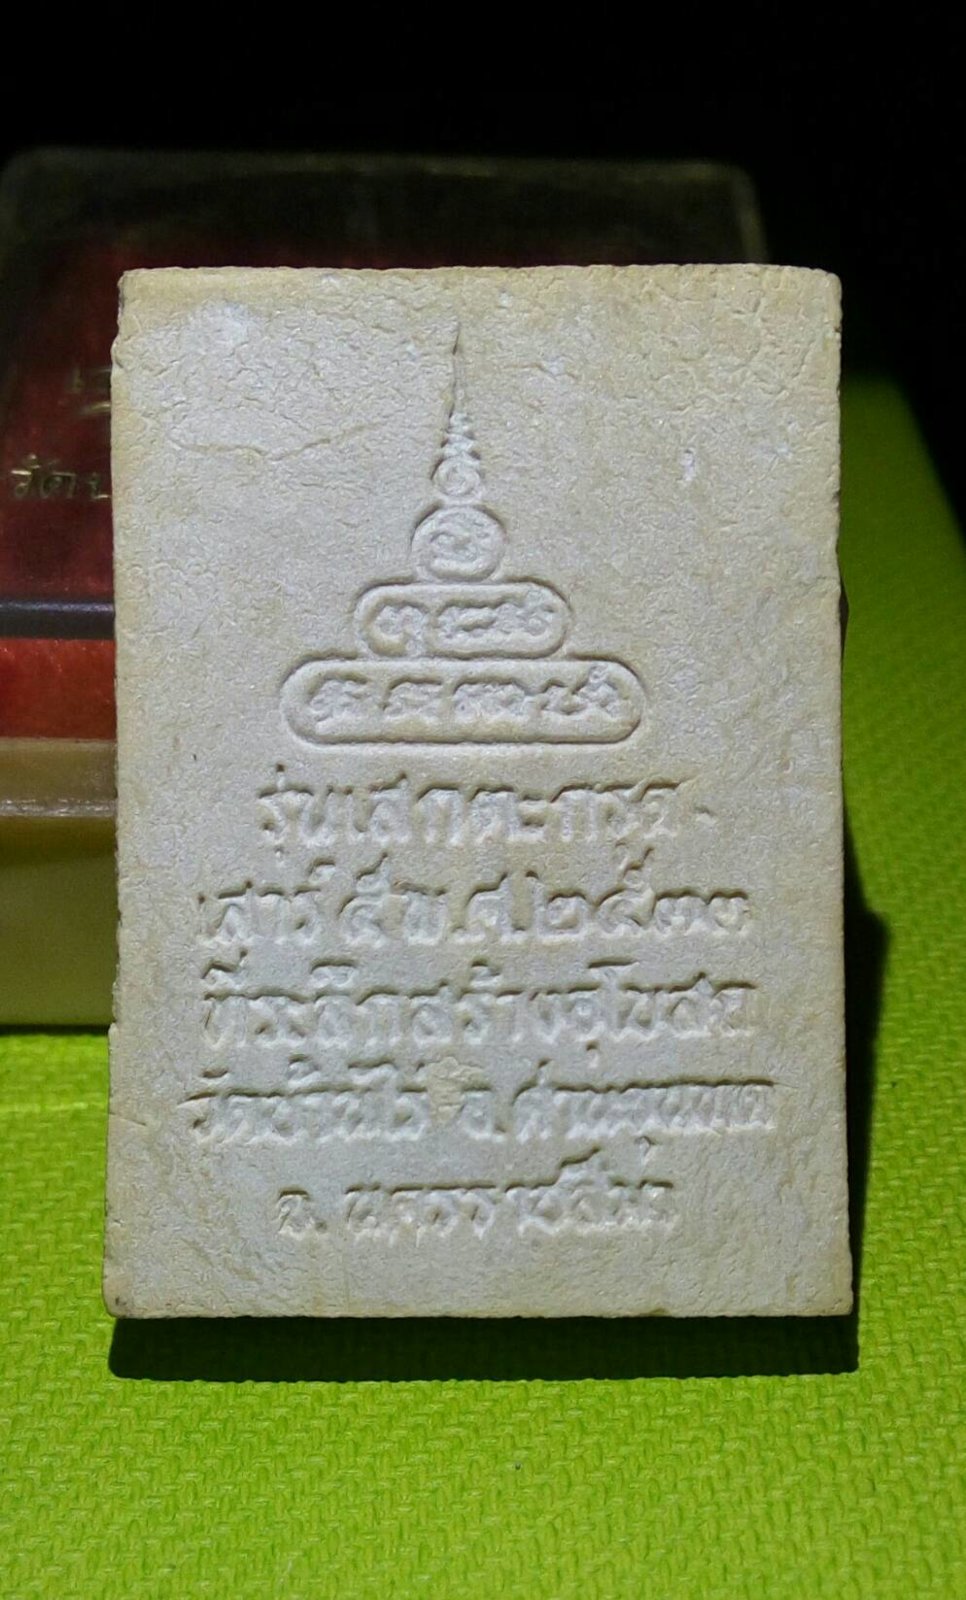 รุ่นเสกตะกรุด
เสาร์ ๕ พ.ศ. ๒๕๓๓
ที่ระลึกสร้างอุโบสถ
วัดบ้านไร่ อ. ด่านขุนทด
จ. นครราชสีมา